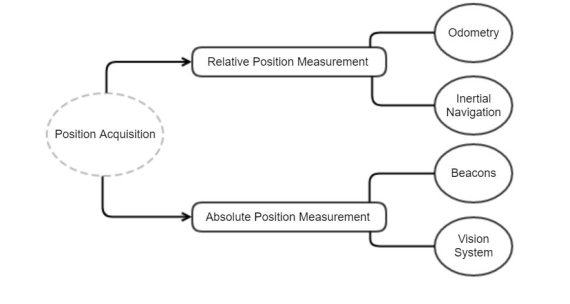 Odometry
Relative Position Measurement
Inertial
Navigation
Position Acquisition
Beacons
Absolute Position Measurement
Vision
System